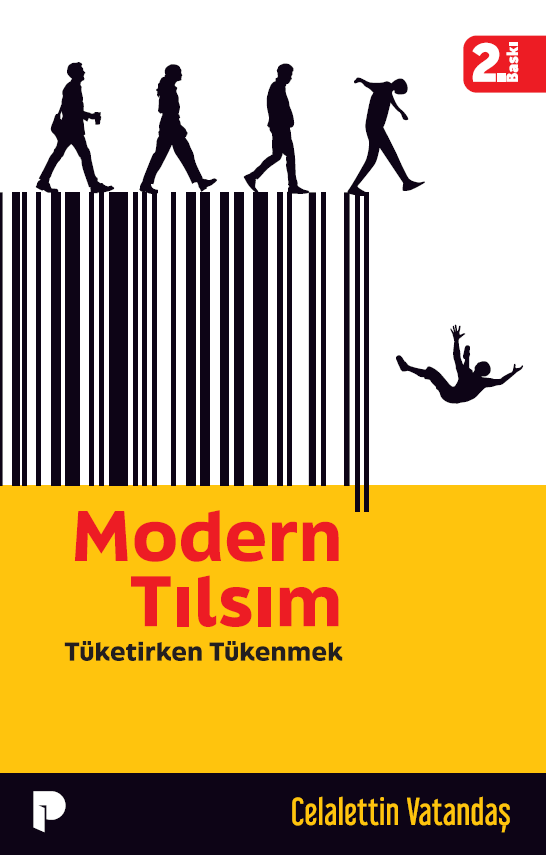 2.
Baskı
Modern
Tılsım
Tüketirken Tükenmek
Celalettin Vatandaş